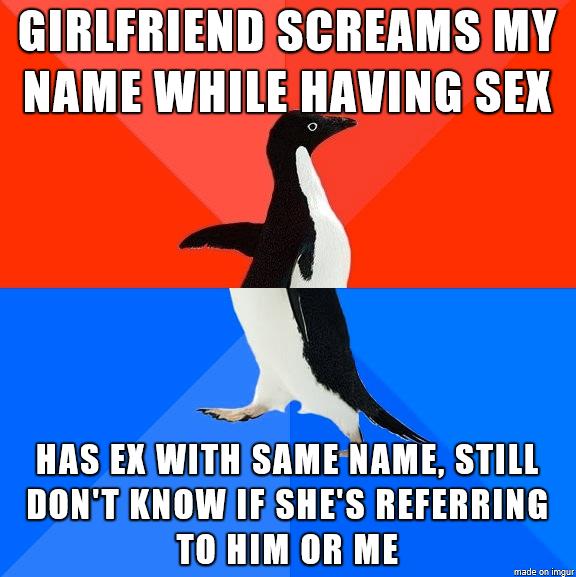 GIRLFRIEND SCREAMS MY
NAME WHILE HAVING SEX
HAS EX WITH SAME NAME, STILL
DON'T KNOW IF SHE'S REFERRING
TO HIM OR ME
made on imgur